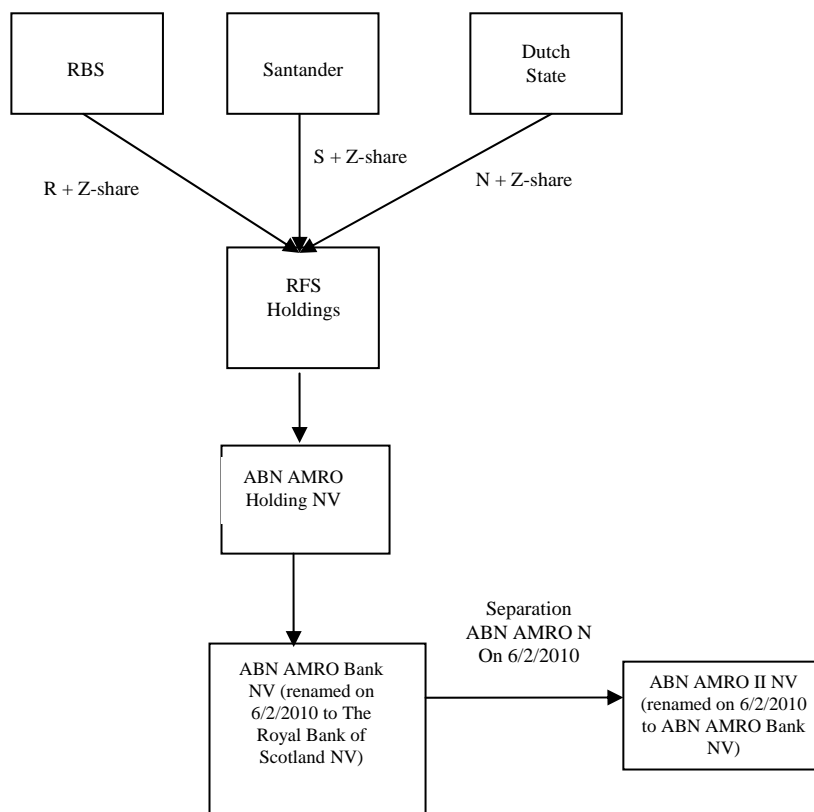 RBS
Santander
Dutch
State
S + Z-share
R + Z-share
N + Z-share
RFS
Holdings
ABN AMRO
Holding NV
Separation
ABN AMRO N
On 6/2/2010
ABN AMRO Bank
NV (renamed on
6/2/2010 to The
Royal Bank of
Scotland NV)
ABN AMRO II NV
(renamed on 6/2/2010
to ABN AMRO Bank
NV)